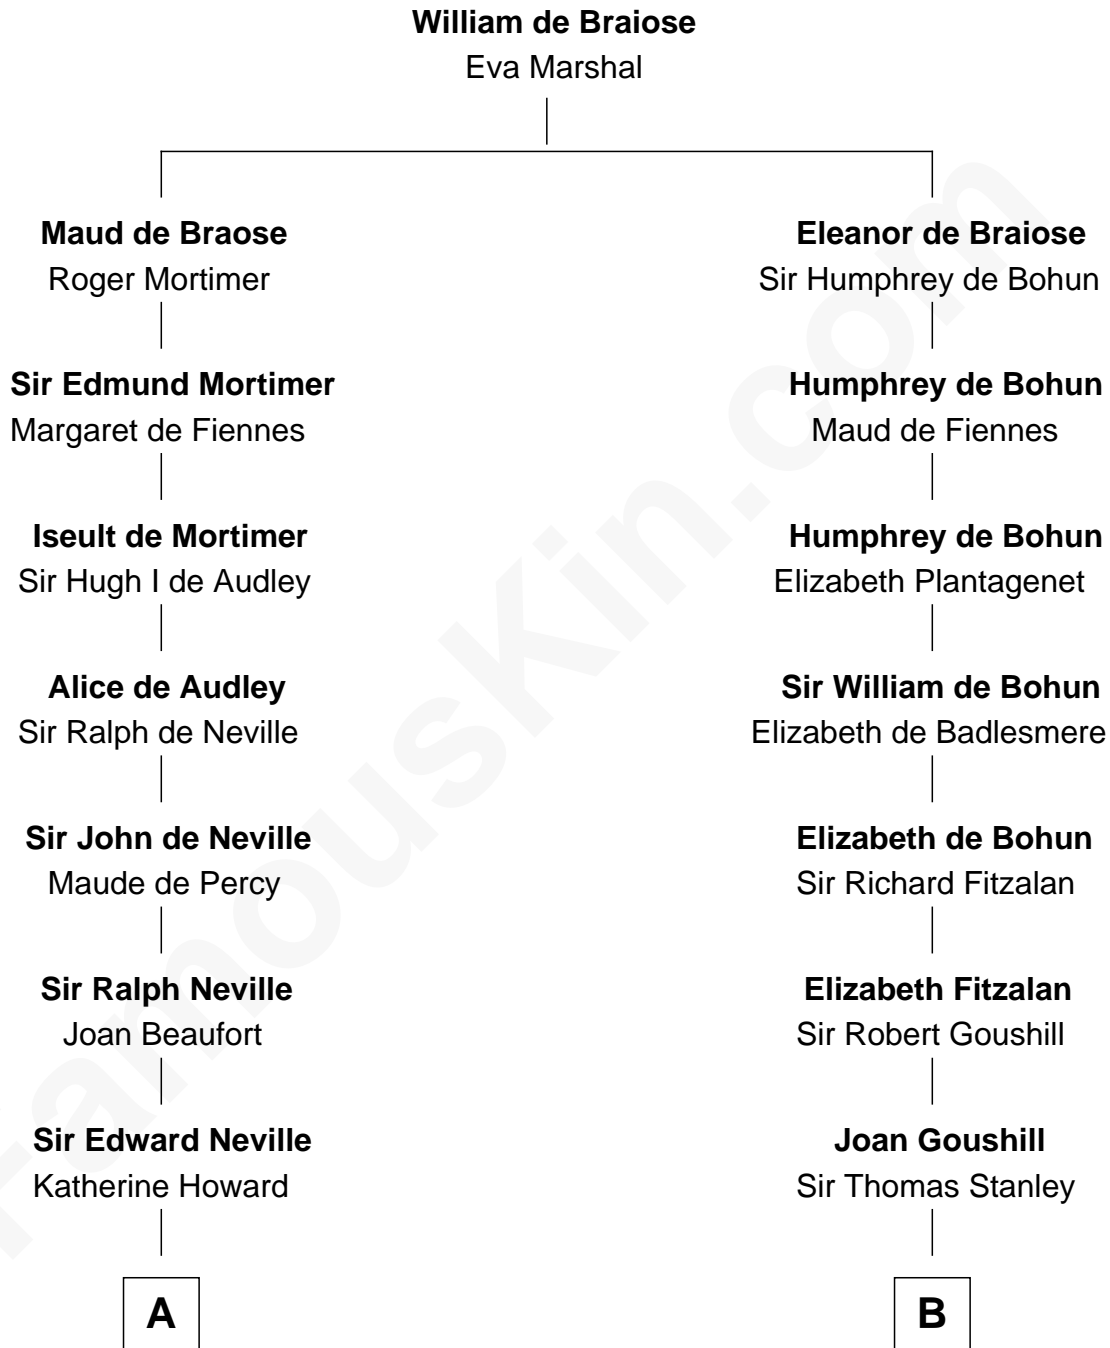 William de Braiose
Eva Marshal
Maud de Braose
Roger Mortimer
Sir Edmund Mortimer
Margaret de Fiennes
Iseult de Mortimer
Sir Hugh I de Audley
Alice de Audley
Sir Ralph de Neville
Sir John de Neville
Maude de Percy
Sir Ralph Neville
Joan Beaufort
Sir Edward Neville
Katherine Howard
A
Eleanor de Braiose
Sir Humphrey de Bohun
Humphrey de Bohun
Maud de Fiennes
Humphrey de Bohun
Elizabeth Plantagenet
Sir William de Bohun
Elizabeth de Badlesmere
Elizabeth de Bohun
Sir Richard Fitzalan
Elizabeth Fitzalan
Sir Robert Goushill
Joan Goushill
Sir Thomas Stanley
B
FamousKin.com